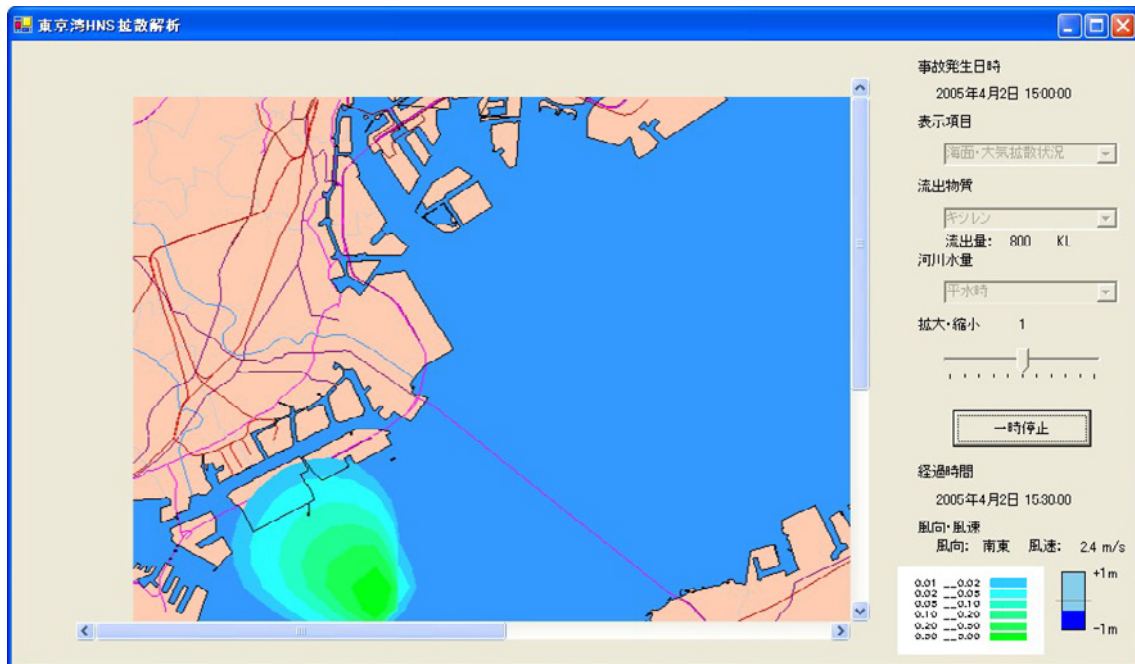 東京湾HNS拡散解析
事故発生日時
2005年4月2日 15:00:00
表示項目
海面・大気拡散状況
流出物質
キシレン
流出量: 800 KL
河川水量
平水時
拡大・縮小 1
一時停止
経過時間
2005年4月2日 15:30:00
風向・風速
風向: 南東 風速: 2.4 m/s
0.01 __0.02
0.02 __0.05
0.05 __0.10
0.10 __0.20
0.20 __0.50
0.50 __5.00
+1m
-1m